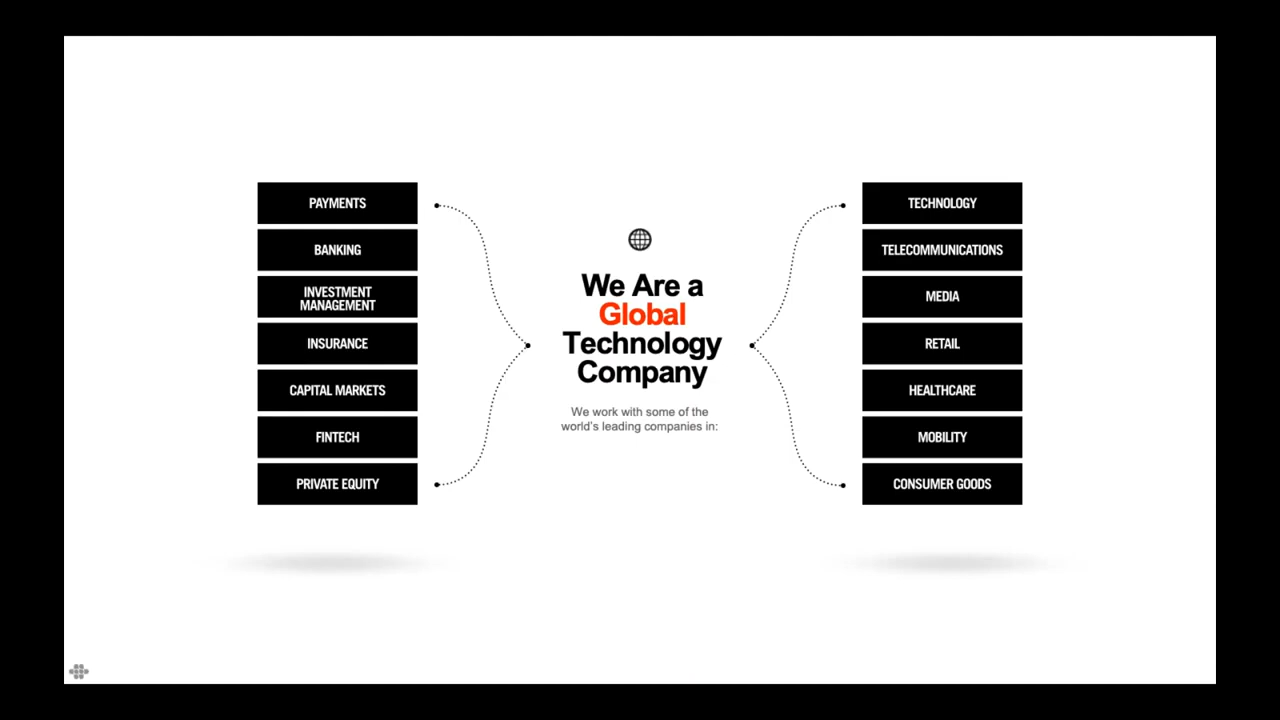 PAYMENTS
BANKING
INVESTMENT
MANAGEMENT
INSURANCE
CAPITAL MARKETS
FINTECH
PRIVATE EQUITY
We Are a
Global
Technology
Company
We work with some of the
world's leading companies in:
TECHNOLOGY
TELECOMMUNICATIONS
MEDIA
RETAIL
HEALTHCARE
MOBILITY
CONSUMER GOODS